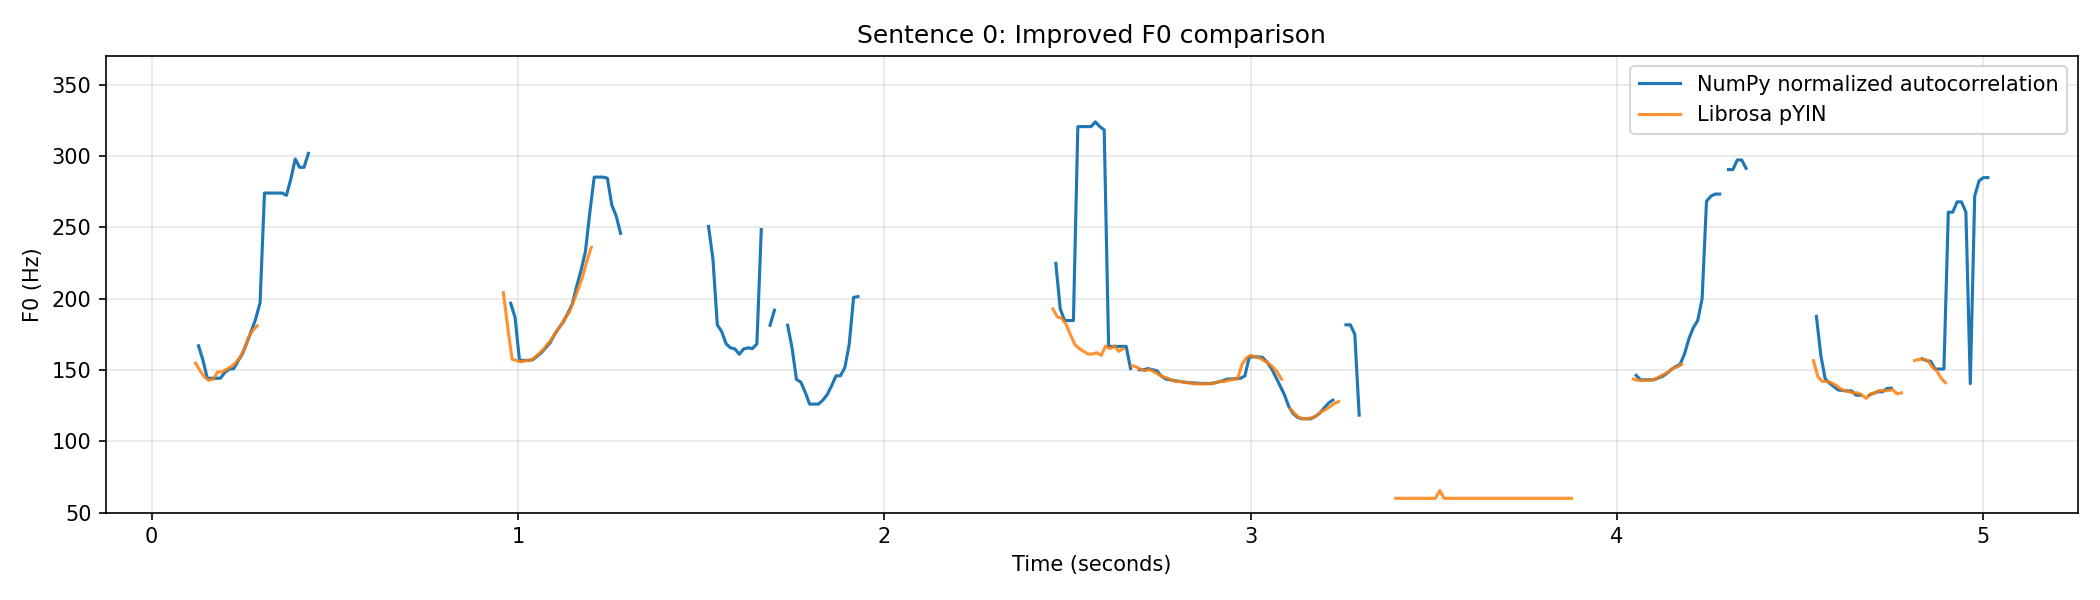 Sentence 0: Improved F0 comparison
NumPy normalized autocorrelation
Librosa pYIN
F0 (Hz)
350
300
250
200
150
100
50
0 1 2 3 4 5
Time (seconds)